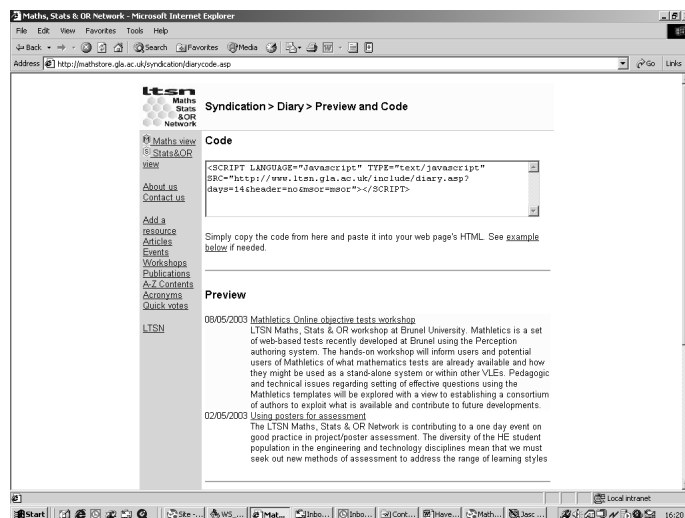 Maths, Stats & OR Network - Microsoft Internet Explorer
File Edit View Favorites Tools Help
Back Search Favorites Media
Address http://mathstore.gla.ac.uk/syndication/diarycode.asp Go Links
ltsn
Maths
Stats
&OR
Network
Syndication > Diary > Preview and Code
Maths view
Stats&OR
view
About us
Contact us
Add a
resource
Articles
Events
Workshops
Publications
A-Z Contents
Acronyms
Quick votes
LTSN
Code
<SCRIPT LANGUAGE="Javascript" TYPE="text/javascript"
SRC="http://www.ltsn.gla.ac.uk/include/diary.asp?
days=14&header=no&msor=msor"></SCRIPT>
Simply copy the code from here and paste it into your web page's HTML. See example
below if needed.
Preview
08/05/2003 Mathletics Online objective tests workshop
LTSN Maths, Stats & OR workshop at Brunel University. Mathletics is a set
of web-based tests recently developed at Brunel using the Perception
authoring system. The hands-on workshop will inform users and potential
users of Mathletics of what mathematics tests are already available and how
they might be used as a stand-alone system or within other VLEs. Pedagogic
and technical issues regarding setting of effective questions using the
Mathletics templates will be explored with a view to establishing a consortium
of authors to exploit what is available and contribute to future developments.
02/05/2003 Using posters for assessment
The LTSN Maths, Stats & OR Network is contributing to a one day event on
good practice in project/poster assessment. The diversity of the HE student
population in the engineering and technology disciplines mean that we must
seek out new methods of assessment to address the range of learning styles
Local intranet
Start Site -... WS_... Mat... Inbo... Inbo... Cont... Have... Math... Jasc ... 16:20